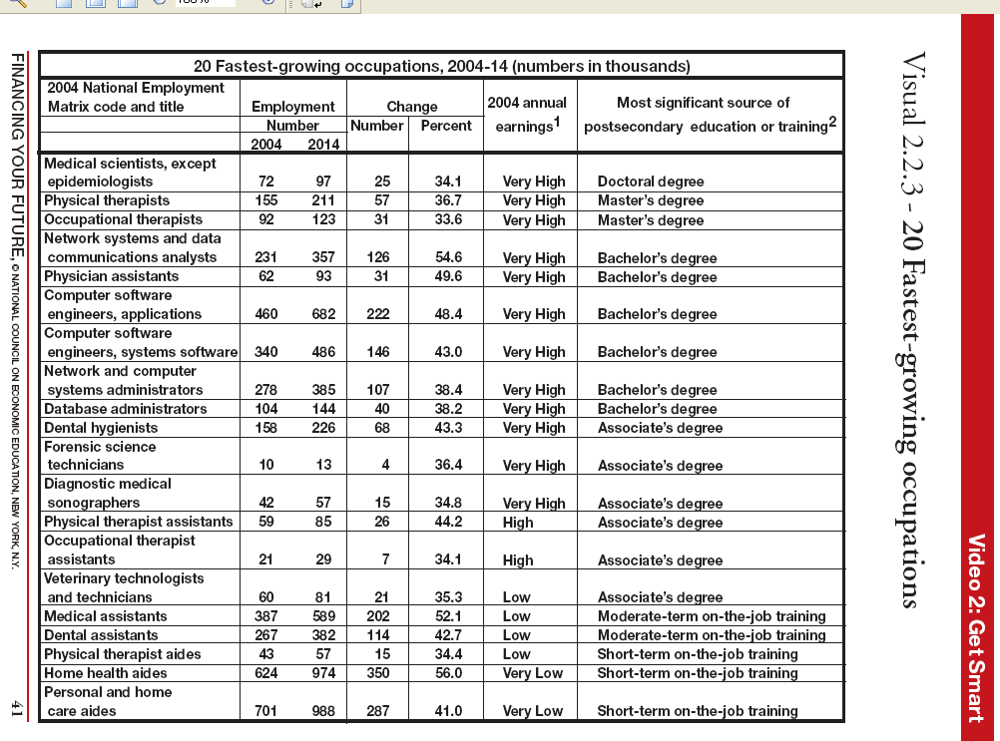 20 Fastest-growing occupations, 2004-14 (numbers in thousands)
2004 National Employment
Matrix code and title Employment Change 2004 annual Most significant source of
Number Number Percent earnings1 postsecondary education or training2
2004 2014
Medical scientists, except
epidemiologists 72 97 25 34.1 Very High Doctoral degree
Physical therapists 155 211 57 36.7 Very High Master's degree
Occupational therapists 92 123 31 33.6 Very High Master's degree
Network systems and data
communications analysts 231 357 126 54.6 Very High Bachelor's degree
Physician assistants 62 93 31 49.6 Very High Bachelor's degree
Computer software
engineers, applications 460 682 222 48.4 Very High Bachelor's degree
Computer software
engineers, systems software 340 486 146 43.0 Very High Bachelor's degree
Network and computer
systems administrators 278 385 107 38.4 Very High Bachelor's degree
Database administrators 104 144 40 38.2 Very High Bachelor's degree
Dental hygienists 158 226 68 43.3 Very High Associate's degree
Forensic science
technicians 10 13 4 36.4 Very High Associate's degree
Diagnostic medical
sonographers 42 57 15 34.8 Very High Associate's degree
Physical therapist assistants 59 85 26 44.2 High Associate's degree
Occupational therapist
assistants 21 29 7 34.1 High Associate's degree
Veterinary technologists
and technicians 60 81 21 35.3 Low Associate's degree
Medical assistants 387 589 202 52.1 Low Moderate-term on-the-job training
Dental assistants 267 382 114 42.7 Low Moderate-term on-the-job training
Physical therapist aides 43 57 15 34.4 Low Short-term on-the-job training
Home health aides 624 974 350 56.0 Very Low Short-term on-the-job training
Personal and home
care aides 701 988 287 41.0 Very Low Short-term on-the-job training
Visual 2.2.3 - 20 Fastest-growing occupations
Video 2: Get Smart
FINANCING YOUR FUTURE, © NATIONAL COUNCIL ON ECONOMIC EDUCATION, NEW YORK, N.Y. 41